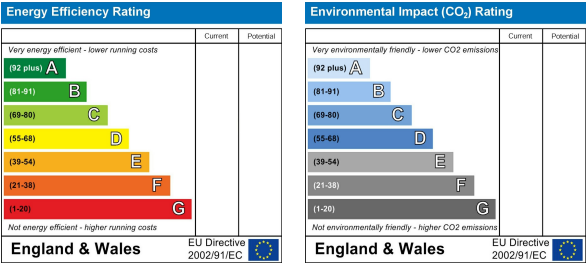 Energy Efficiency Rating
Current Potential
Very energy efficient - lower running costs
(92 plus) A
(81-91) B
(69-80) C
(55-68) D
(39-54) E
(21-38) F
(1-20) G
Not energy efficient - higher running costs
England & Wales
EU Directive
2002/91/EC
Environmental Impact (CO₂) Rating
Current Potential
Very environmentally friendly - lower CO2 emissions
(92 plus) A
(81-91) B
(69-80) C
(55-68) D
(39-54) E
(21-38) F
(1-20) G
Not environmentally friendly - higher CO2 emissions
England & Wales
EU Directive
2002/91/EC